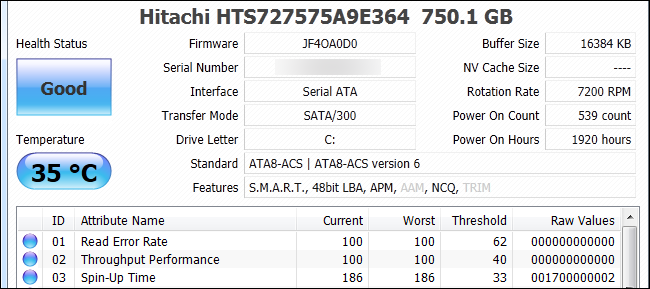 Hitachi HTS727575A9E364 750.1 GB
Health Status
Good
Temperature
35 °C
Firmware JF4OA0D0 Buffer Size 16384 KB
Serial Number NV Cache Size ----
Interface Serial ATA Rotation Rate 7200 RPM
Transfer Mode SATA/300 Power On Count 539 count
Drive Letter C: Power On Hours 1920 hours
Standard ATA8-ACS | ATA8-ACS version 6
Features S.M.A.R.T., 48bit LBA, APM, AAM, NCQ, TRIM
ID Attribute Name Current Worst Threshold Raw Values
01 Read Error Rate 100 100 62 000000000000
02 Throughput Performance 100 100 40 000000000000
03 Spin-Up Time 186 186 33 001700000002